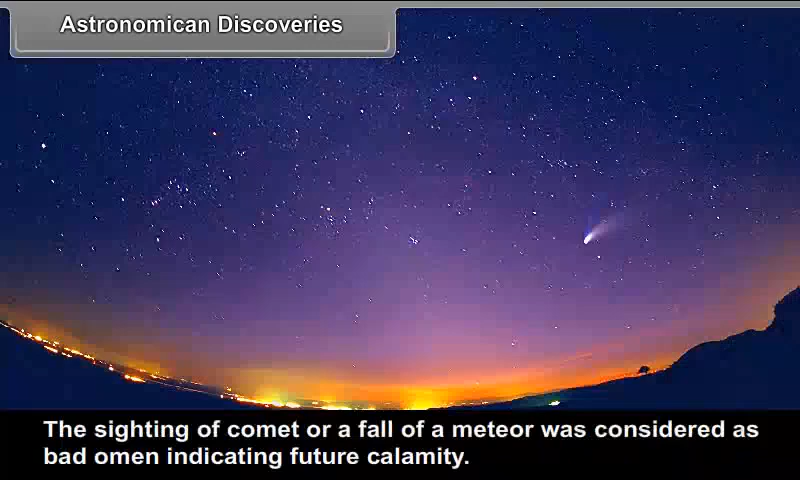 Astronomican Discoveries
The sighting of comet or a fall of a meteor was considered as
bad omen indicating future calamity.